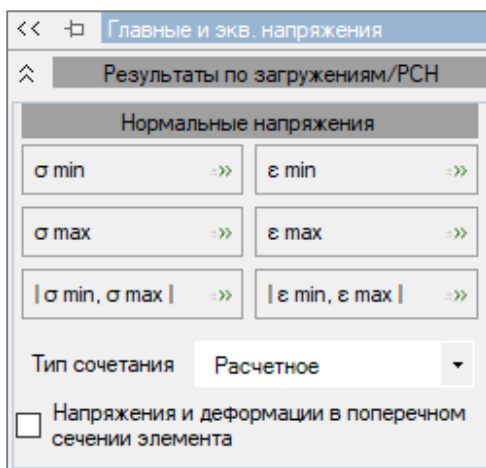 << Главные и экв. напряжения
Результаты по загружениям/РСН
Нормальные напряжения
σ min ε min
σ max ε max
| σ min, σ max | | ε min, ε max |
Тип сочетания Расчетное
Напряжения и деформации в поперечном
сечении элемента